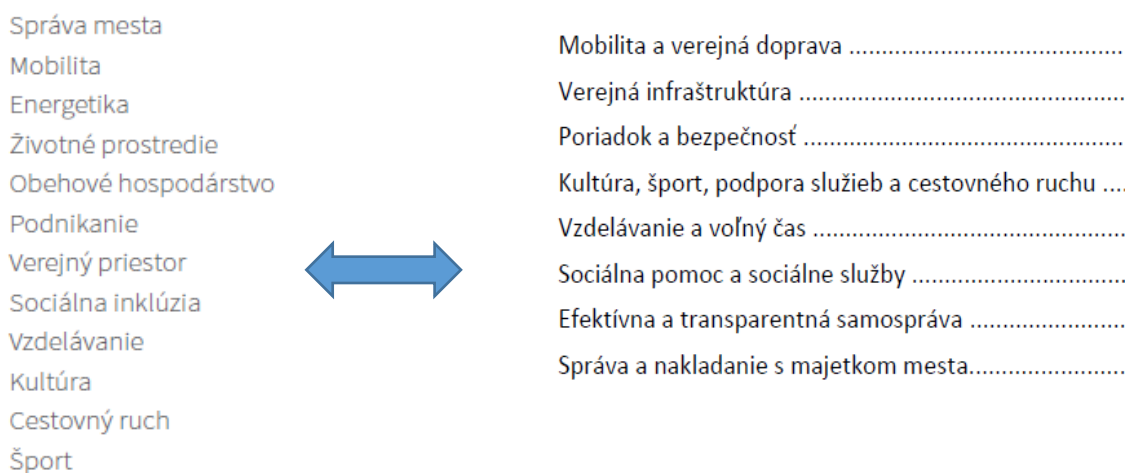 Správa mesta
Mobilita
Energetika
Životné prostredie
Obehové hospodárstvo
Podnikanie
Verejný priestor
Sociálna inklúzia
Vzdelávanie
Kultúra
Cestovný ruch
Šport
Mobilita a verejná doprava ......................................
Verejná infraštruktúra .............................................
Poriadok a bezpečnosť ............................................
Kultúra, šport, podpora služieb a cestovného ruchu ....
Vzdelávanie a voľný čas ...........................................
Sociálna pomoc a sociálne služby .............................
Efektívna a transparentná samospráva .....................
Správa a nakladanie s majetkom mesta.....................